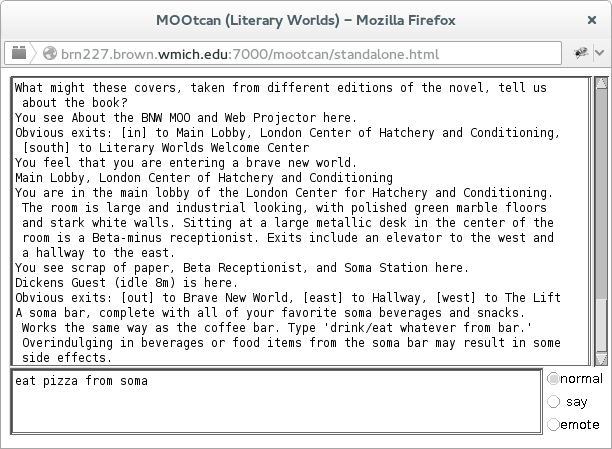 MOOtcan (Literary Worlds) – Mozilla Firefox
brn227.brown.wmich.edu:7000/mootcan/standalone.html
What might these covers, taken from different editions of the novel, tell us
about the book?
You see About the BNW MOO and Web Projector here.
Obvious exits: [in] to Main Lobby, London Center of Hatchery and Conditioning,
[south] to Literary Worlds Welcome Center
You feel that you are entering a brave new world.
Main Lobby, London Center of Hatchery and Conditioning
You are in the main lobby of the London Center for Hatchery and Conditioning.
The room is large and industrial looking, with polished green marble floors
and stark white walls. Sitting at a large metallic desk in the center of the
room is a Beta-minus receptionist. Exits include an elevator to the west and
a hallway to the east.
You see scrap of paper, Beta Receptionist, and Soma Station here.
Dickens Guest (idle 8m) is here.
Obvious exits: [out] to Brave New World, [east] to Hallway, [west] to The Lift
A soma bar, complete with all of your favorite soma beverages and snacks.
Works the same way as the coffee bar. Type 'drink/eat whatever from bar.'
Overindulging in beverages or food items from the soma bar may result in some
side effects.
eat pizza from soma
normal
say
emote